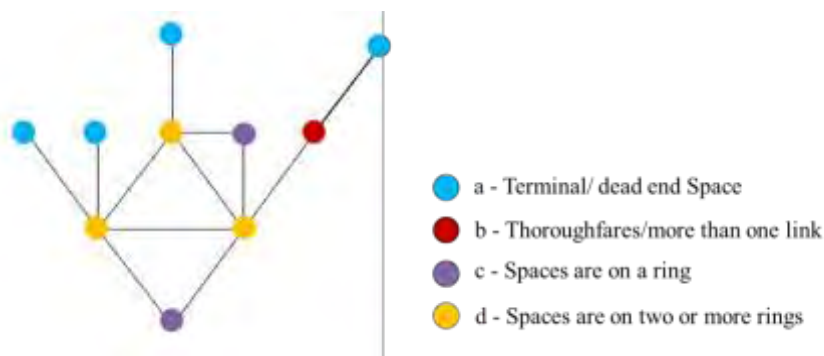 a - Terminal/ dead end Space
b - Thoroughfares/more than one link
c - Spaces are on a ring
d - Spaces are on two or more rings